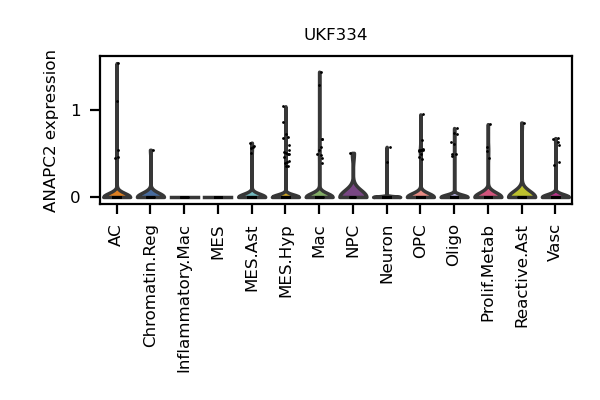 UKF334
ANAPC2 expression
1
0
AC
Chromatin.Reg
Inflammatory.Mac
MES
MES.Ast
MES.Hyp
Mac
NPC
Neuron
OPC
Oligo
Prolif.Metab
Reactive.Ast
Vasc